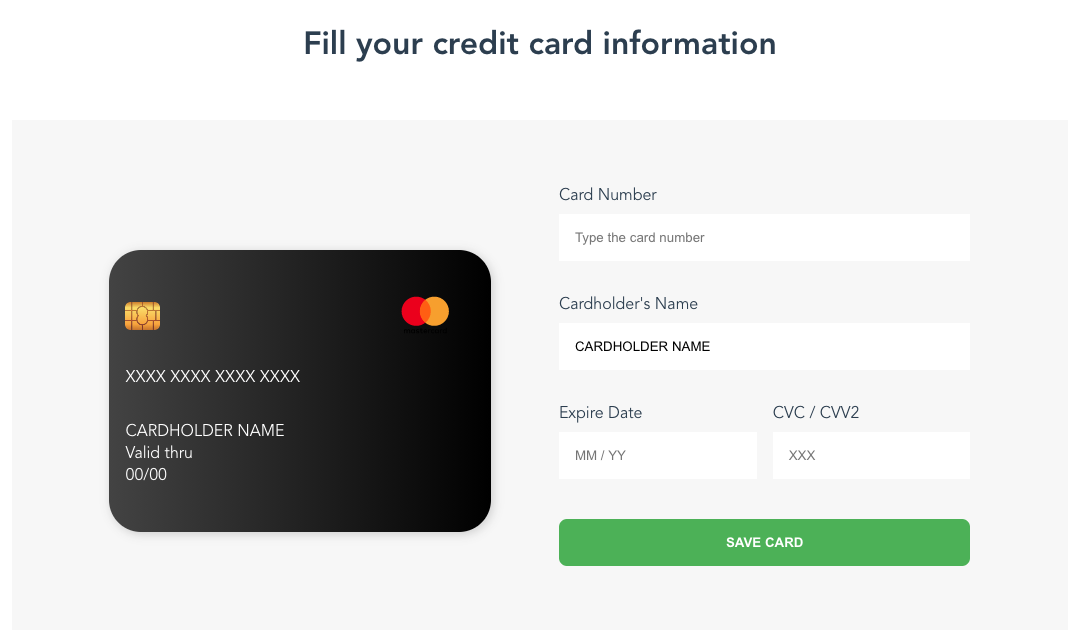 Fill your credit card information
XXXX XXXX XXXX XXXX
CARDHOLDER NAME
Valid thru
00/00
Card Number
Type the card number
Cardholder's Name
CARDHOLDER NAME
Expire Date
CVC / CVV2
MM / YY
XXX
SAVE CARD